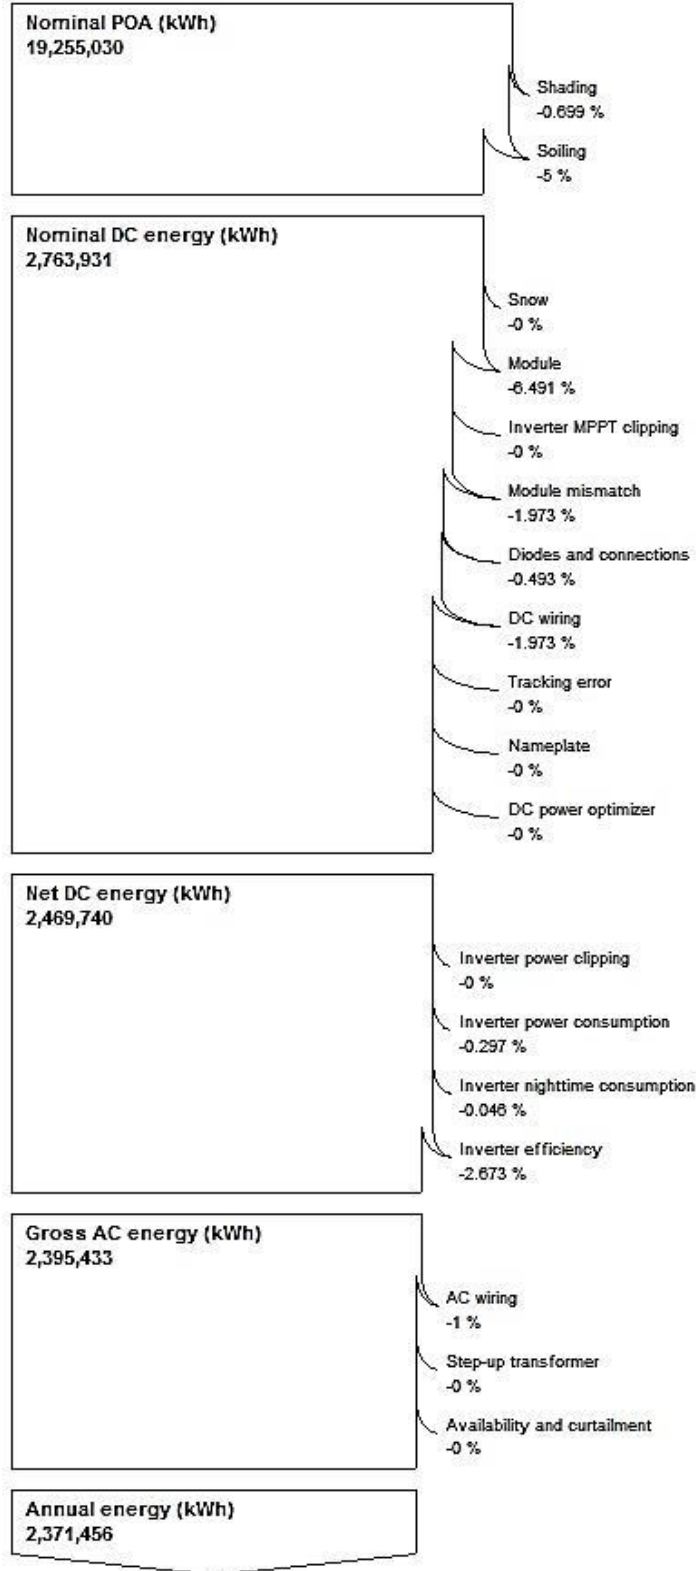 Nominal POA (kWh)
19,255,030
Shading
-0.699 %
Soiling
-5 %
Nominal DC energy (kWh)
2,763,931
Snow
-0 %
Module
-6.491 %
Inverter MPPT clipping
-0 %
Module mismatch
-1.973 %
Diodes and connections
-0.493 %
DC wiring
-1.973 %
Tracking error
-0 %
Nameplate
-0 %
DC power optimizer
-0 %
Net DC energy (kWh)
2,469,740
Inverter power clipping
-0 %
Inverter power consumption
-0.297 %
Inverter nighttime consumption
-0.046 %
Inverter efficiency
-2.673 %
Gross AC energy (kWh)
2,395,433
AC wiring
-1 %
Step-up transformer
-0 %
Availability and curtailment
-0 %
Annual energy (kWh)
2,371,456